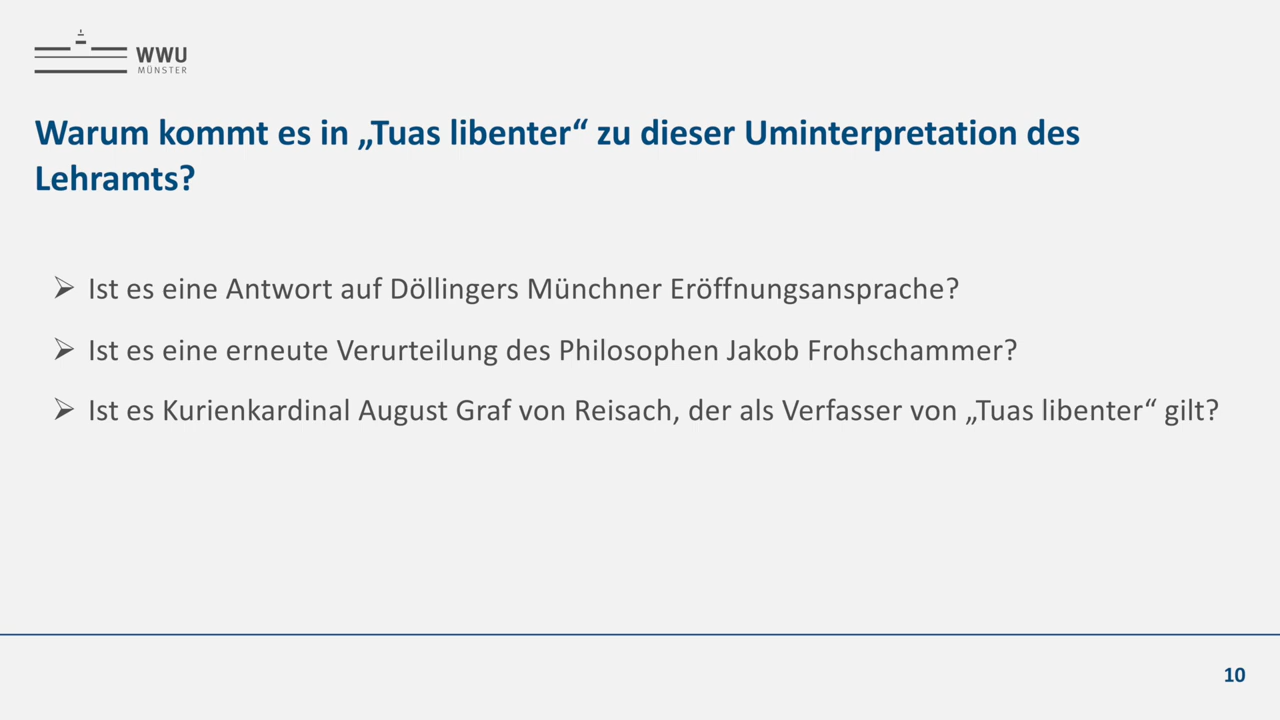 WWU
MÜNSTER
Warum kommt es in „Tuas libenter“ zu dieser Uminterpretation des
Lehramts?
➢ Ist es eine Antwort auf Döllingers Münchner Eröffnungsansprache?
➢ Ist es eine erneute Verurteilung des Philosophen Jakob Frohschammer?
➢ Ist es Kurienkardinal August Graf von Reisach, der als Verfasser von „Tuas libenter“ gilt?
10